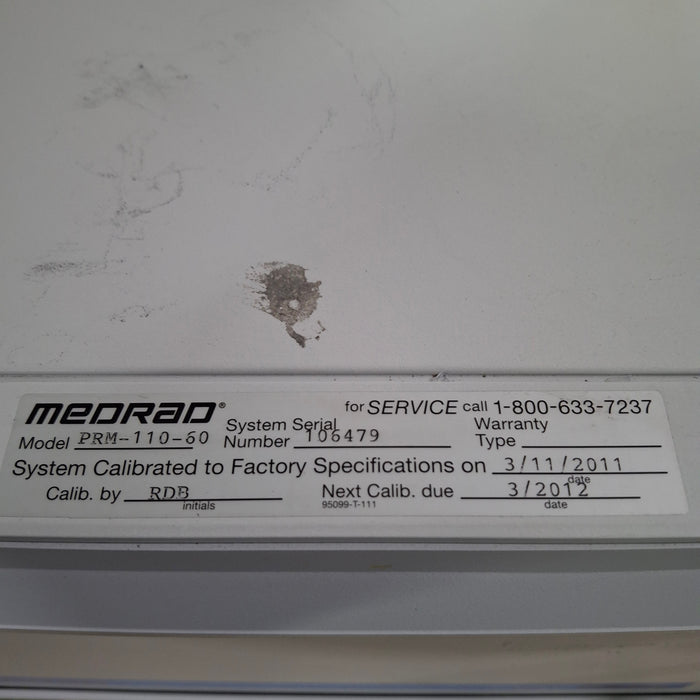 MEDRAD® for SERVICE call 1-800-633-7237
Model PRM-110-60 System Serial Number 106479 Warranty Type
System Calibrated to Factory Specifications on 3/11/2011
date
Calib. by RDB Next Calib. due 3/2012
initials 95099-T-111 date